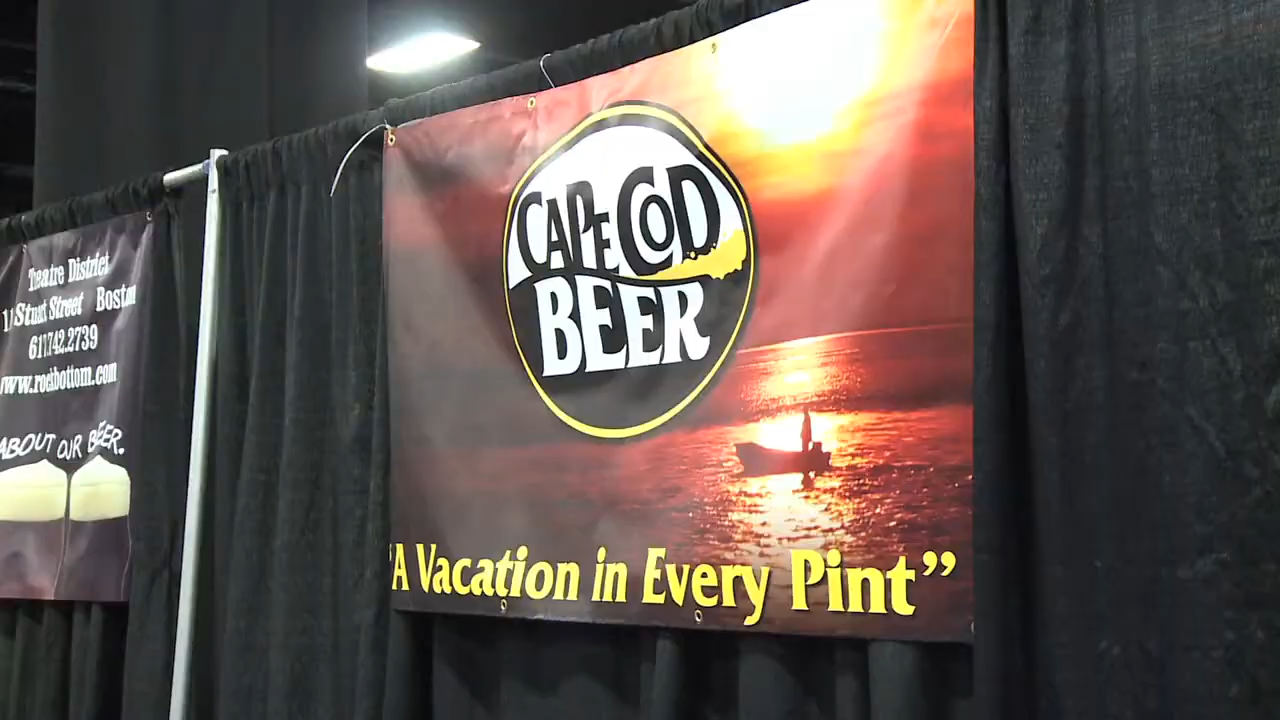 Theatre District
Stuart Street Boston
617.742.2739
www.rockbottom.com
ABOUT OUR BEER.
CAPE COD
BEER
"A Vacation in Every Pint"